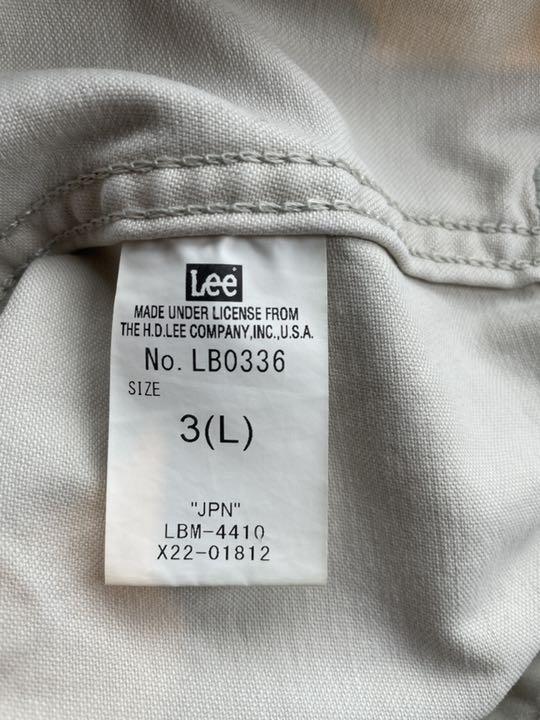 Lee
MADE UNDER LICENSE FROM
THE H.D.LEE COMPANY,INC.,U.S.A.
No. LB0336
SIZE
3(L)
"JPN"
LBM-4410
X22-01812